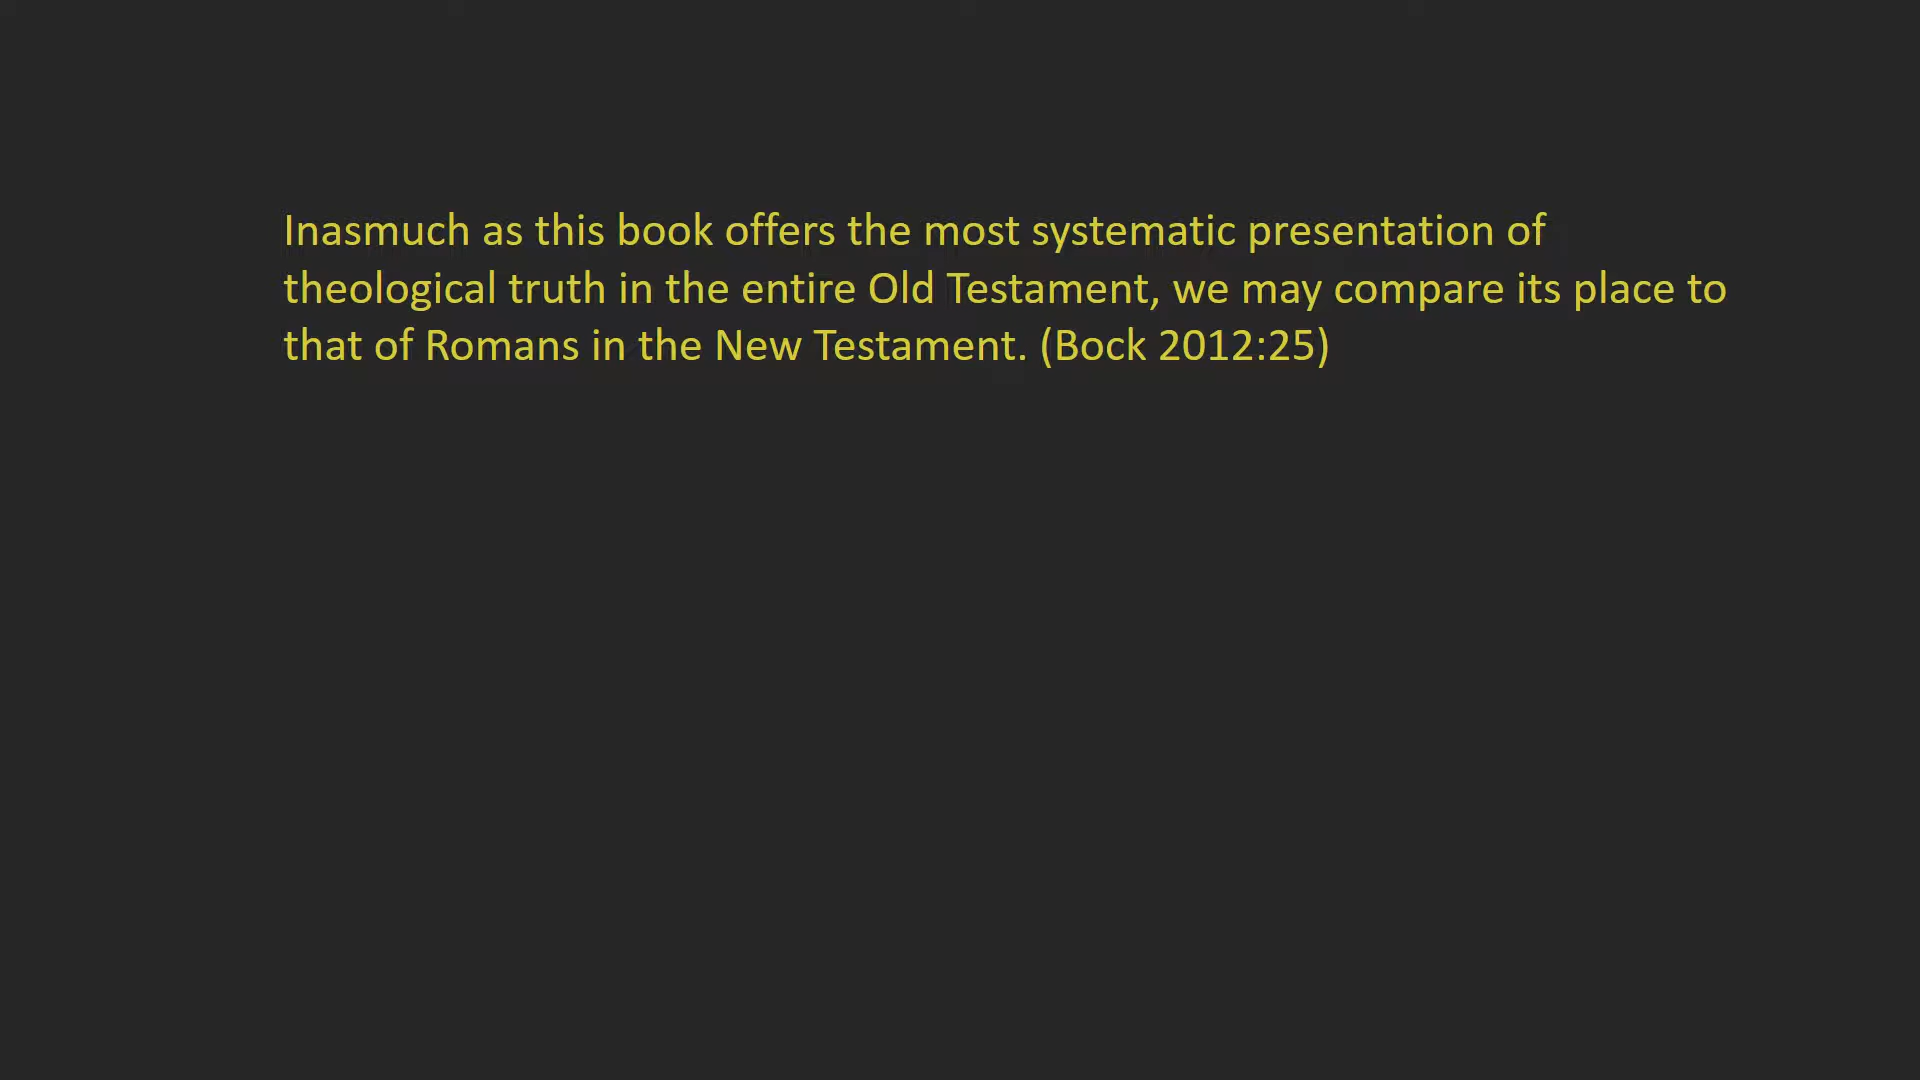 Inasmuch as this book offers the most systematic presentation of
theological truth in the entire Old Testament, we may compare its place to
that of Romans in the New Testament. (Bock 2012:25)